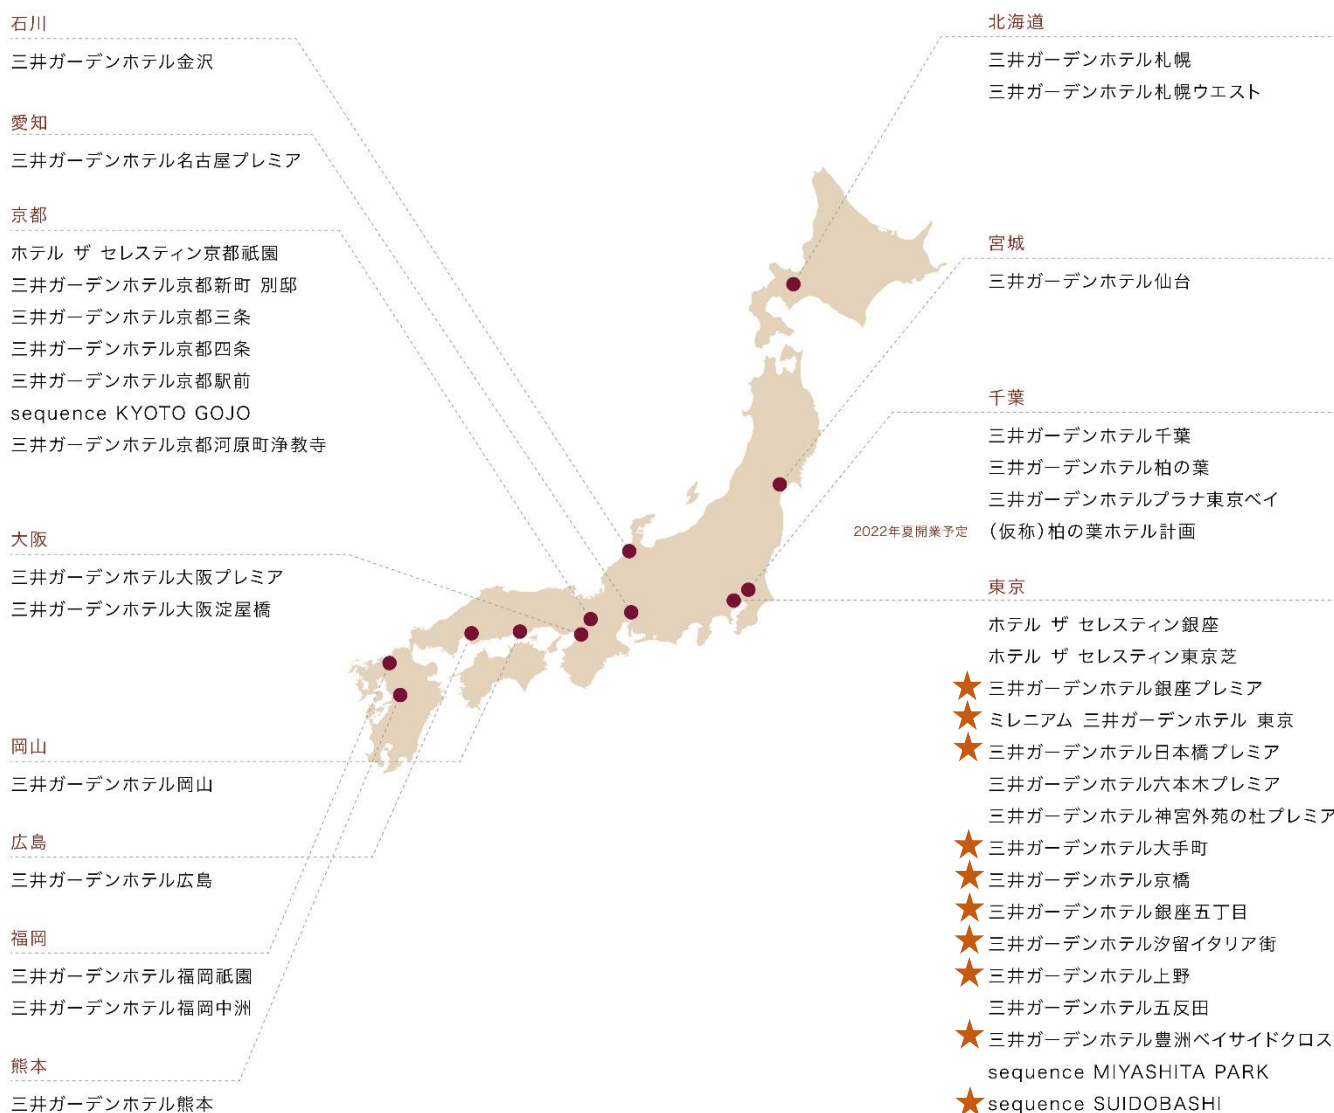 石川
三井ガーデンホテル金沢
愛知
三井ガーデンホテル名古屋プレミア
京都
ホテル ザ セレスティン京都祇園
三井ガーデンホテル京都新町 別邸
三井ガーデンホテル京都三条
三井ガーデンホテル京都四条
三井ガーデンホテル京都駅前
sequence KYOTO GOJO
三井ガーデンホテル京都河原町浄教寺
大阪
三井ガーデンホテル大阪プレミア
三井ガーデンホテル大阪淀屋橋
岡山
三井ガーデンホテル岡山
広島
三井ガーデンホテル広島
福岡
三井ガーデンホテル福岡祇園
三井ガーデンホテル福岡中洲
熊本
三井ガーデンホテル熊本
北海道
三井ガーデンホテル札幌
三井ガーデンホテル札幌ウエスト
宮城
三井ガーデンホテル仙台
千葉
三井ガーデンホテル千葉
三井ガーデンホテル柏の葉
三井ガーデンホテルプラナ東京ベイ
2022年夏開業予定 (仮称)柏の葉ホテル計画
東京
ホテル ザ セレスティン銀座
ホテル ザ セレスティン東京芝
三井ガーデンホテル銀座プレミア
ミレニアム 三井ガーデンホテル 東京
三井ガーデンホテル日本橋プレミア
三井ガーデンホテル六本木プレミア
三井ガーデンホテル神宮外苑の杜プレミア
三井ガーデンホテル大手町
三井ガーデンホテル京橋
三井ガーデンホテル銀座五丁目
三井ガーデンホテル汐留イタリア街
三井ガーデンホテル上野
三井ガーデンホテル五反田
三井ガーデンホテル豊洲ベイサイドクロス
sequence MIYASHITA PARK
sequence SUIDOBASHI